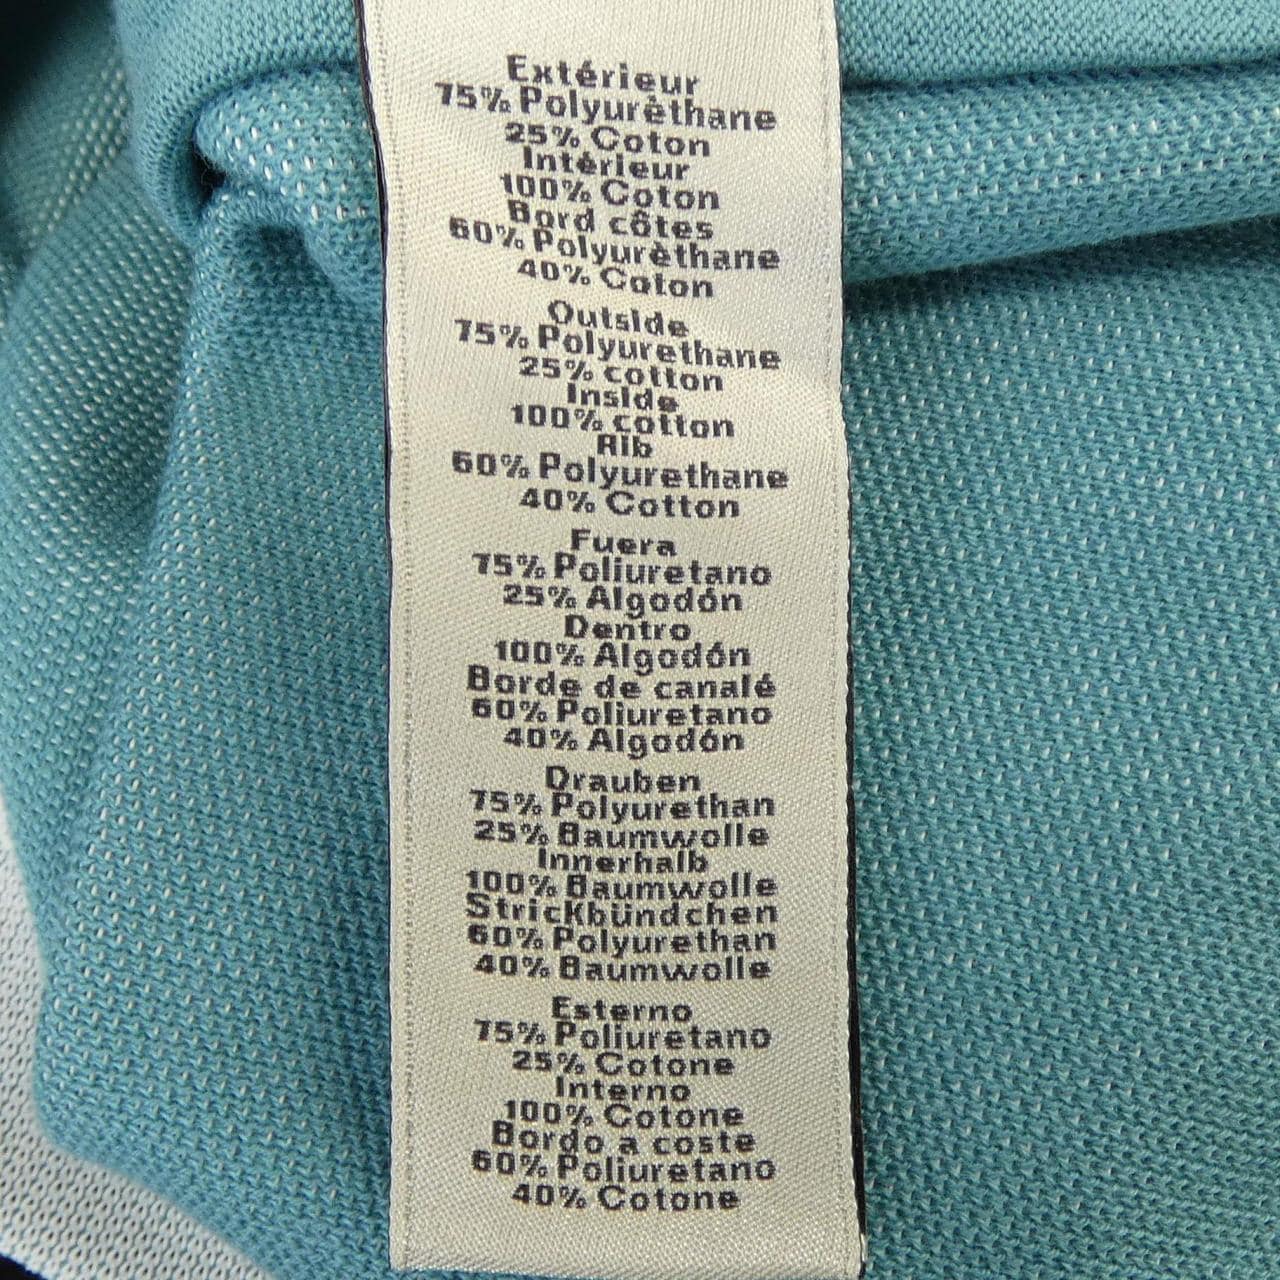 Extérieur
75% Polyurèthane
25% Coton
Intérieur
100% Coton
Bord côtes
60% Polyurèthane
40% Coton
Outside
75% Polyurethane
25% cotton
Inside
100% cotton
Rib
60% Polyurethane
40% Cotton
Fuera
75% Poliuretano
25% Algodón
Dentro
100% Algodón
Borde de canalé
60% Poliuretano
40% Algodón
Drauben
75% Polyurethan
25% Baumwolle
Innerhalb
100% Baumwolle
Strickbündchen
60% Polyurethan
40% Baumwolle
Esterno
75% Poliuretano
25% Cotone
Interno
100% Cotone
Bordo a coste
60% Poliuretano
40% Cotone